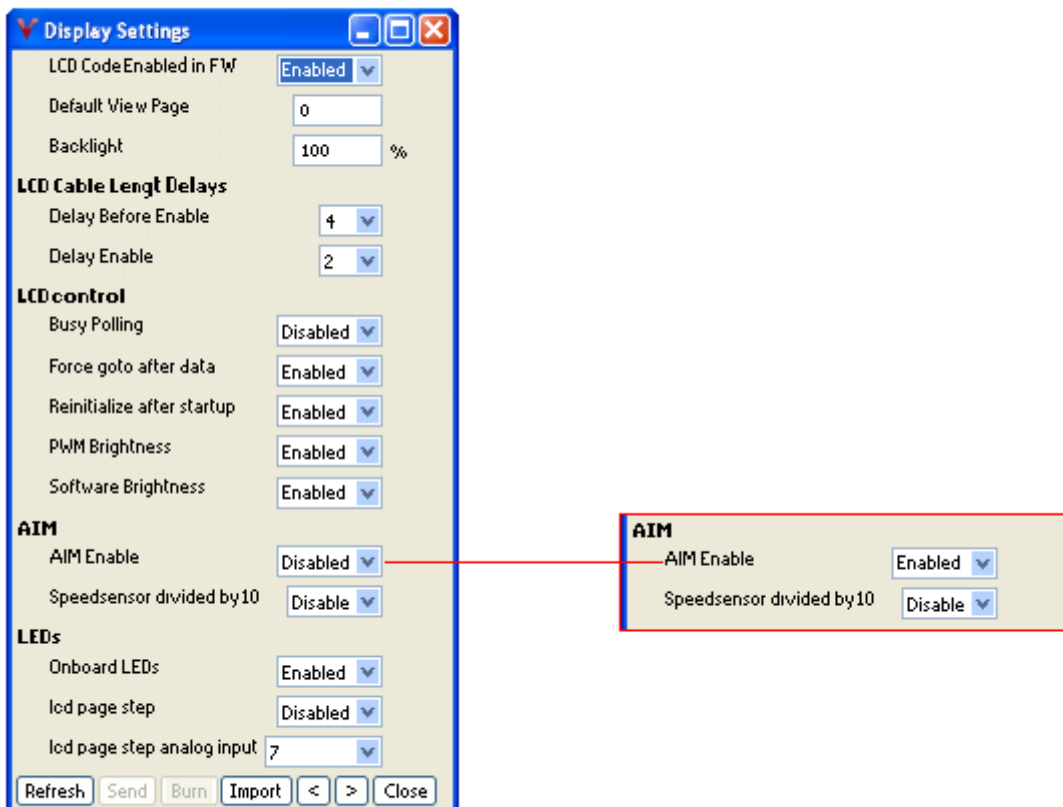 Display Settings
LCD Code Enabled in FW Enabled
Default View Page 0
Backlight 100 %
LCD Cable Lengt Delays
Delay Before Enable 4
Delay Enable 2
LCD control
Busy Polling Disabled
Force goto after data Enabled
Reinitialize after startup Enabled
PWM Brightness Enabled
Software Brightness Enabled
AIM
AIM Enable Disabled
Speedsensor divided by 10 Disable
LEDs
Onboard LEDs Enabled
lcd page step Disabled
lcd page step analog input 7
Refresh Send Burn Import < > Close
AIM
AIM Enable Enabled
Speedsensor divided by 10 Disable